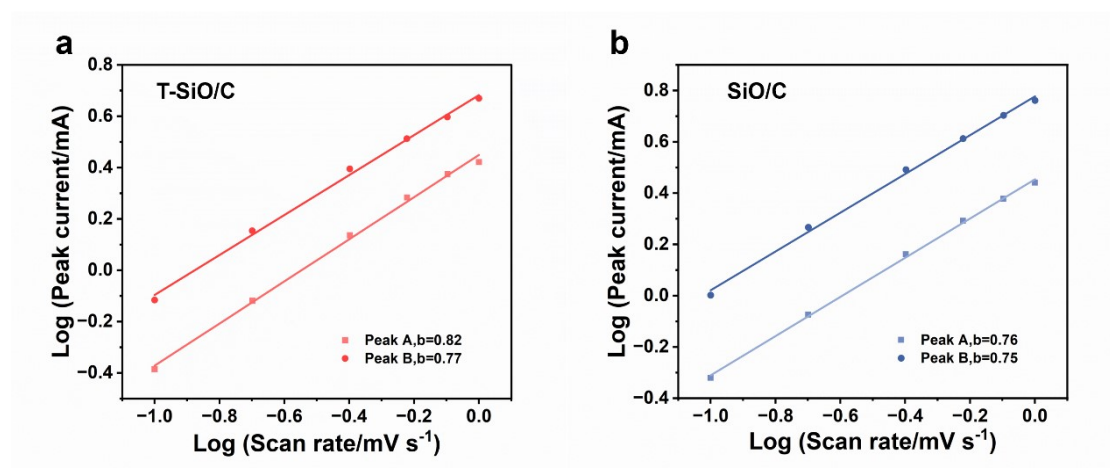 a
T-SiO/C
Log (Peak current/mA)
0.8
0.6
0.4
0.2
0.0
−0.2
−0.4
Peak A,b=0.82
Peak B,b=0.77
−1.0 −0.8 −0.6 −0.4 −0.2 0.0
Log (Scan rate/mV s⁻¹)
b
SiO/C
Log (Peak current/mA)
0.8
0.6
0.4
0.2
0.0
−0.2
−0.4
Peak A,b=0.76
Peak B,b=0.75
−1.0 −0.8 −0.6 −0.4 −0.2 0.0
Log (Scan rate/mV s⁻¹)